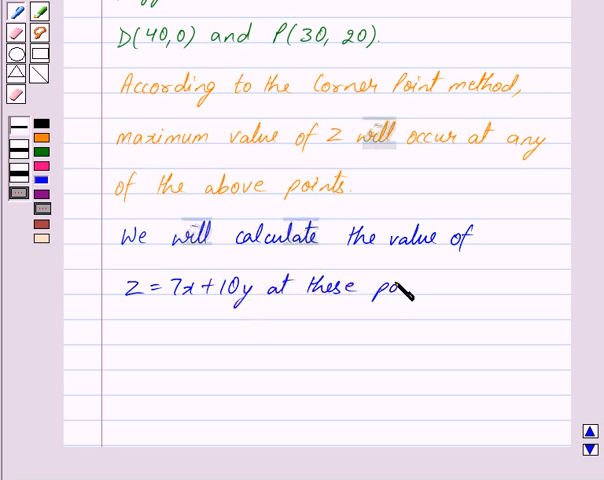 D(40,0) and P(30, 20).
According to the Corner Point method,
maximum value of Z will occur at any
of the above points.
We will calculate the value of
Z = 7x + 10y at these po